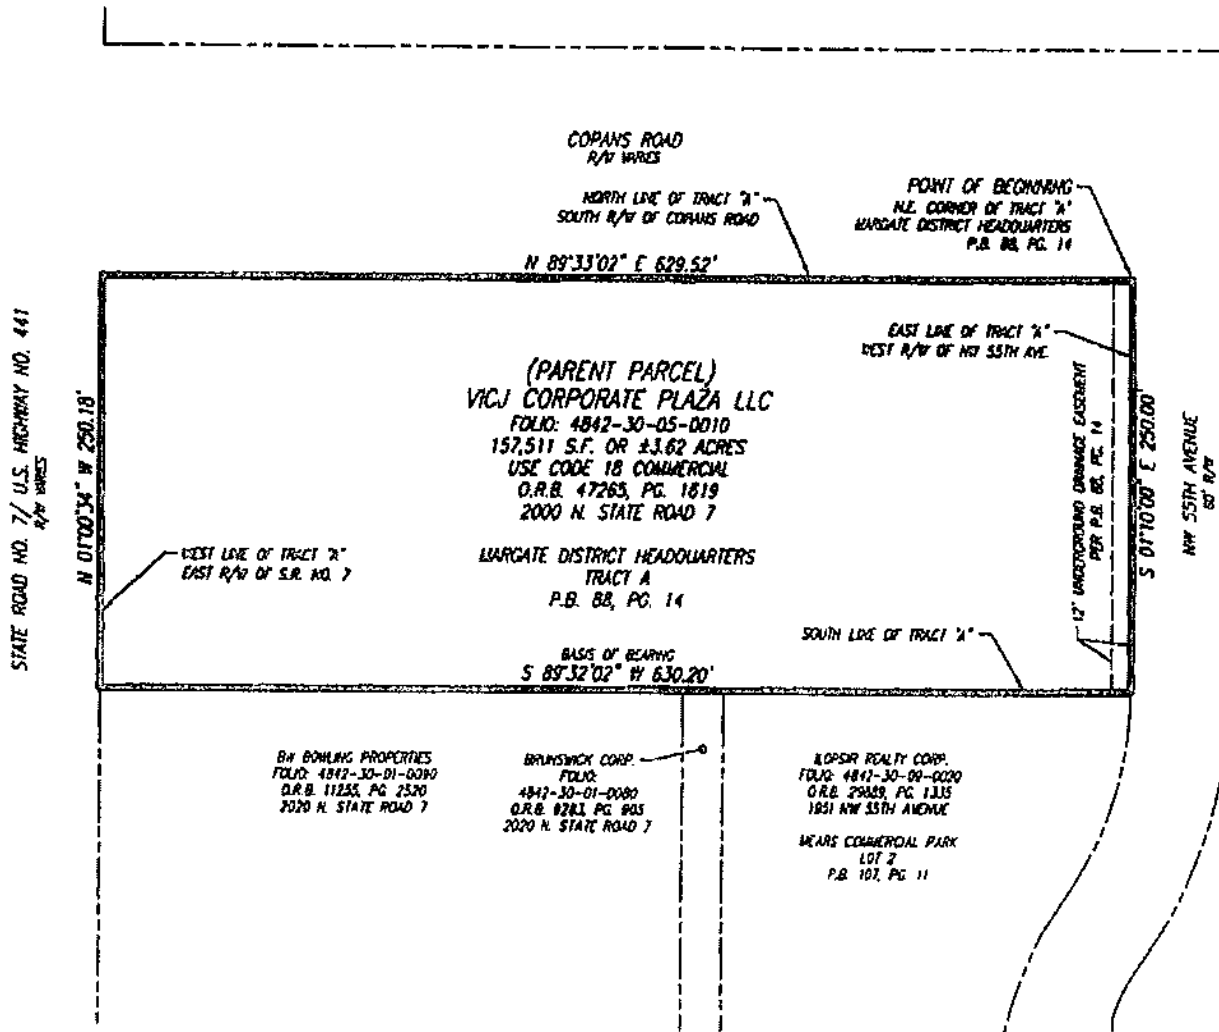 COPANS ROAD
R/W VARIES
NORTH LINE OF TRACT "A"
SOUTH R/W OF COPANS ROAD
POINT OF BEGINNING
N.E. CORNER OF TRACT "A"
MARGATE DISTRICT HEADQUARTERS
P.B. 88, PG. 14
N 89°33'02" E 629.52'
EAST LINE OF TRACT "A"
WEST R/W OF NW 55TH AVE.
STATE ROAD NO. 7/ U.S. HIGHWAY NO. 441
R/W VARIES
N 01°00'34" W 250.18'
(PARENT PARCEL)
VICJ CORPORATE PLAZA LLC
FOLIO: 4842-30-05-0010
157,511 S.F. OR ±3.62 ACRES
USE CODE 18 COMMERCIAL
O.R.B. 47265, PG. 1819
2000 N. STATE ROAD 7
MARGATE DISTRICT HEADQUARTERS
TRACT A
P.B. 88, PG. 14
WEST LINE OF TRACT "A"
EAST R/W OF S.R. NO. 7
12' UNDERGROUND DRAINAGE EASEMENT
PER P.B. 88, PG. 14
S 01°10'00" E 250.00'
NW 55TH AVENUE
60' R/W
SOUTH LINE OF TRACT "A"
BASIS OF BEARING
S 89°32'02" W 630.20'
BW BOWLING PROPERTIES
FOLIO: 4842-30-01-0090
O.R.B. 11255, PG. 2520
2020 N. STATE ROAD 7
BRUNSWICK CORP.
FOLIO:
4842-30-01-0080
O.R.B. 8283, PG. 905
2020 N. STATE ROAD 7
REALTY CORP.
FOLIO: 4842-30-09-0020
O.R.B. 29889, PG. 1335
1951 NW 55TH AVENUE
MEARS COMMERCIAL PARK
LOT 2
P.B. 107, PG. 11